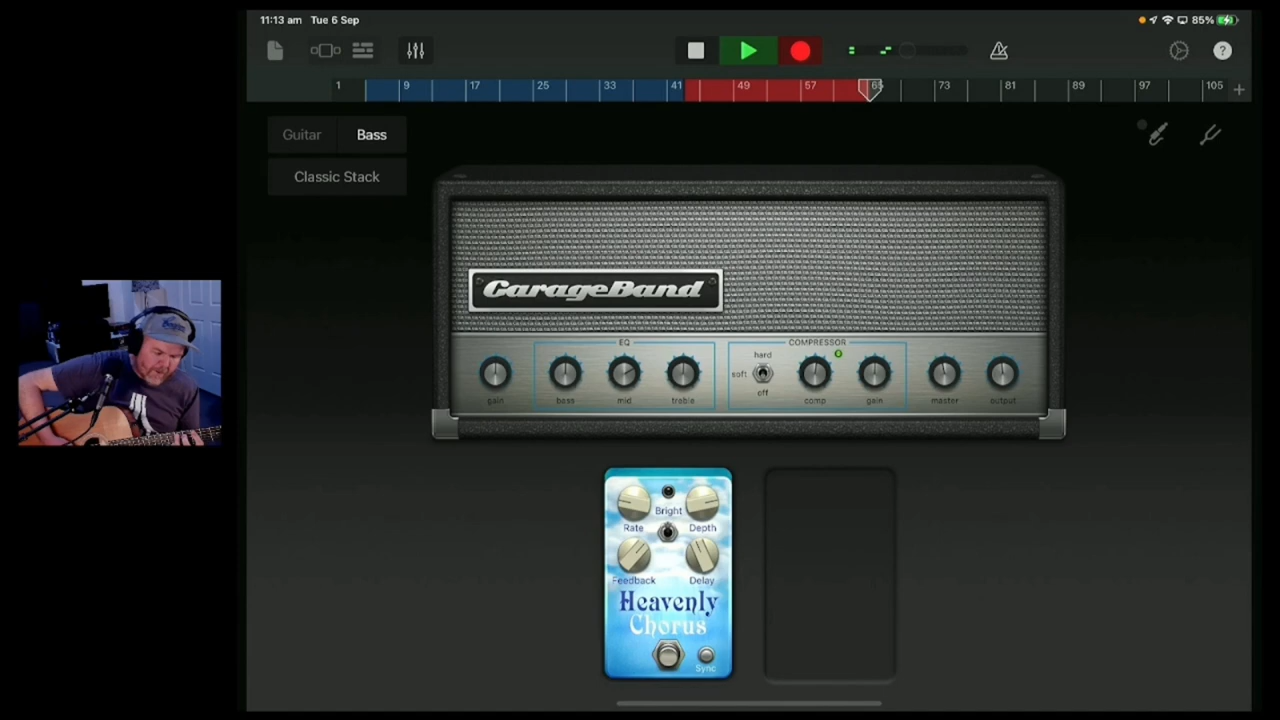 11:13 am Tue 6 Sep
85%
1 9 17 25 33 41 49 57 65 73 81 89 97 105 +
Guitar Bass
Classic Stack
GarageBand
EQ COMPRESSOR
hard
soft
off
gain bass mid treble comp gain master output
Bright
Rate Depth
Feedback Delay
Heavenly
Chorus
Sync
?